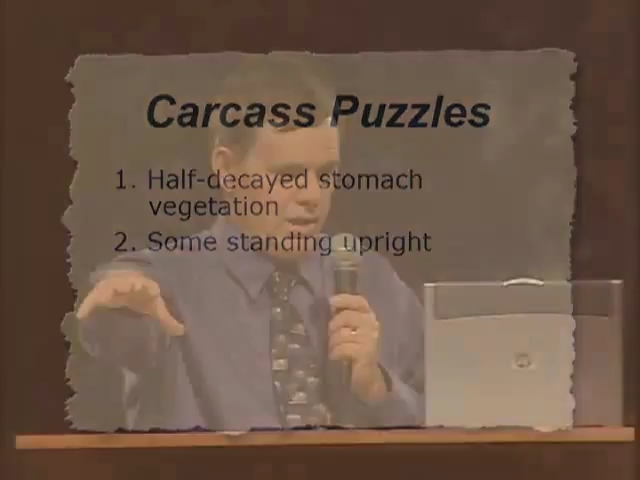 Carcass Puzzles
1. Half-decayed stomach
vegetation
2. Some standing upright